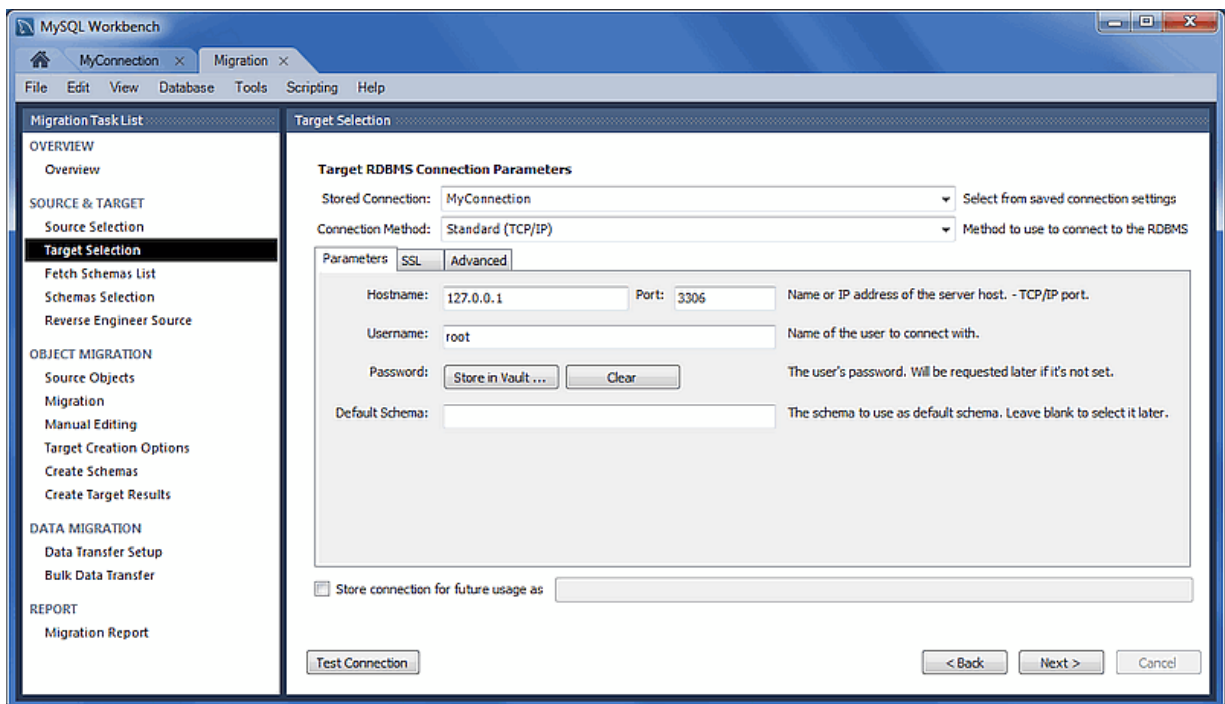 MySQL Workbench
MyConnection
Migration
File Edit View Database Tools Scripting Help
Migration Task List
OVERVIEW
Overview
SOURCE & TARGET
Source Selection
Target Selection
Fetch Schemas List
Schemas Selection
Reverse Engineer Source
OBJECT MIGRATION
Source Objects
Migration
Manual Editing
Target Creation Options
Create Schemas
Create Target Results
DATA MIGRATION
Data Transfer Setup
Bulk Data Transfer
REPORT
Migration Report
Target Selection
Target RDBMS Connection Parameters
Stored Connection: MyConnection Select from saved connection settings
Connection Method: Standard (TCP/IP) Method to use to connect to the RDBMS
Parameters SSL Advanced
Hostname: 127.0.0.1 Port: 3306 Name or IP address of the server host. - TCP/IP port.
Username: root Name of the user to connect with.
Password: Store in Vault ... Clear The user's password. Will be requested later if it's not set.
Default Schema: The schema to use as default schema. Leave blank to select it later.
Store connection for future usage as
Test Connection < Back Next > Cancel